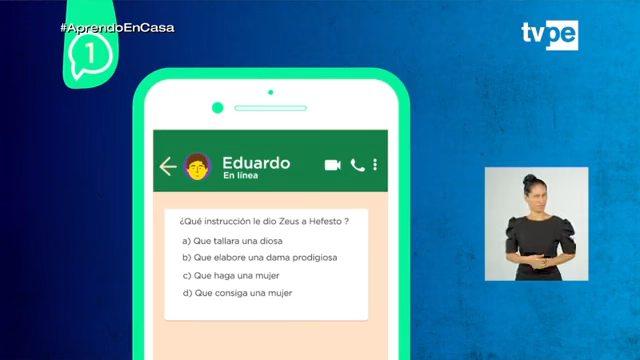 #AprendoEnCasa
1
tvpe
Eduardo
En línea
¿Qué instrucción le dio Zeus a Hefesto ?
a) Que tallara una diosa
b) Que elabore una dama prodigiosa
c) Que haga una mujer
d) Que consiga una mujer